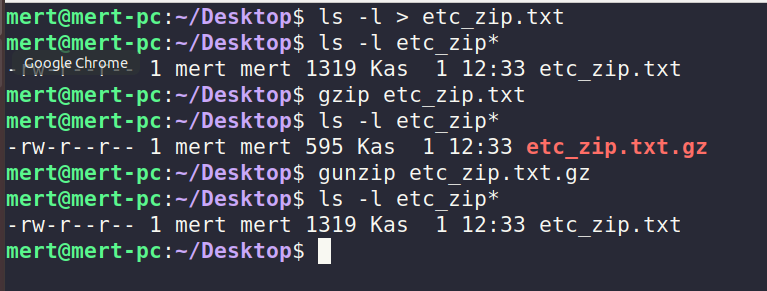 mert@mert-pc:~/Desktop$ ls -l > etc_zip.txt
mert@mert-pc:~/Desktop$ ls -l etc_zip*
-rw-r--r-- 1 mert mert 1319 Kas  1 12:33 etc_zip.txt
Google Chrome
mert@mert-pc:~/Desktop$ gzip etc_zip.txt
mert@mert-pc:~/Desktop$ ls -l etc_zip*
-rw-r--r-- 1 mert mert 595 Kas  1 12:33 etc_zip.txt.gz
mert@mert-pc:~/Desktop$ gunzip etc_zip.txt.gz
mert@mert-pc:~/Desktop$ ls -l etc_zip*
-rw-r--r-- 1 mert mert 1319 Kas  1 12:33 etc_zip.txt
mert@mert-pc:~/Desktop$